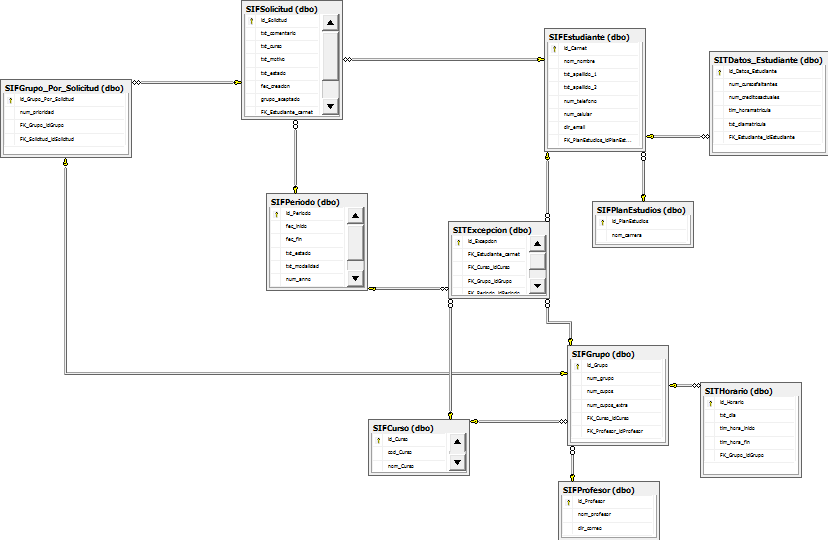 SIFSolicitud (dbo)
Id_Solicitud
txt_comentario
txt_curso
txt_motivo
txt_estado
fec_creacion
grupo_aceptado
FK_Estudiante_carnet
SIFEstudiante (dbo)
Id_Carnet
nom_nombre
txt_apellido_1
txt_apellido_2
num_telefono
num_celular
dir_email
FK_PlanEstudios_IdPlanEst...
SITDatos_Estudiante (dbo)
Id_Datos_Estudiante
num_cursosfaltantes
num_creditosactuales
tim_horamatricula
txt_diamatricula
FK_Estudiante_IdEstudiante
SIFGrupo_Por_Solicitud (dbo)
Id_Grupo_Por_Solicitud
num_prioridad
FK_Grupo_IdGrupo
FK_Solicitud_IdSolicitud
SIFPeriodo (dbo)
Id_Periodo
fec_inicio
fec_fin
txt_estado
txt_modalidad
num_anno
SIFPlanEstudios (dbo)
Id_PlanEstudios
nom_carrera
SITExcepcion (dbo)
Id_Excepcion
FK_Estudiante_carnet
FK_Curso_IdCurso
FK_Grupo_IdGrupo
FK_Periodo_IdPeriodo
SIFGrupo (dbo)
Id_Grupo
num_grupo
num_cupos
num_cupos_extra
FK_Curso_IdCurso
FK_Profesor_IdProfesor
SITHorario (dbo)
Id_Horario
txt_dia
tim_hora_inicio
tim_hora_fin
FK_Grupo_IdGrupo
SIFCurso (dbo)
Id_Curso
cod_Curso
nom_Curso
SIFProfesor (dbo)
Id_Profesor
nom_profesor
dir_correo